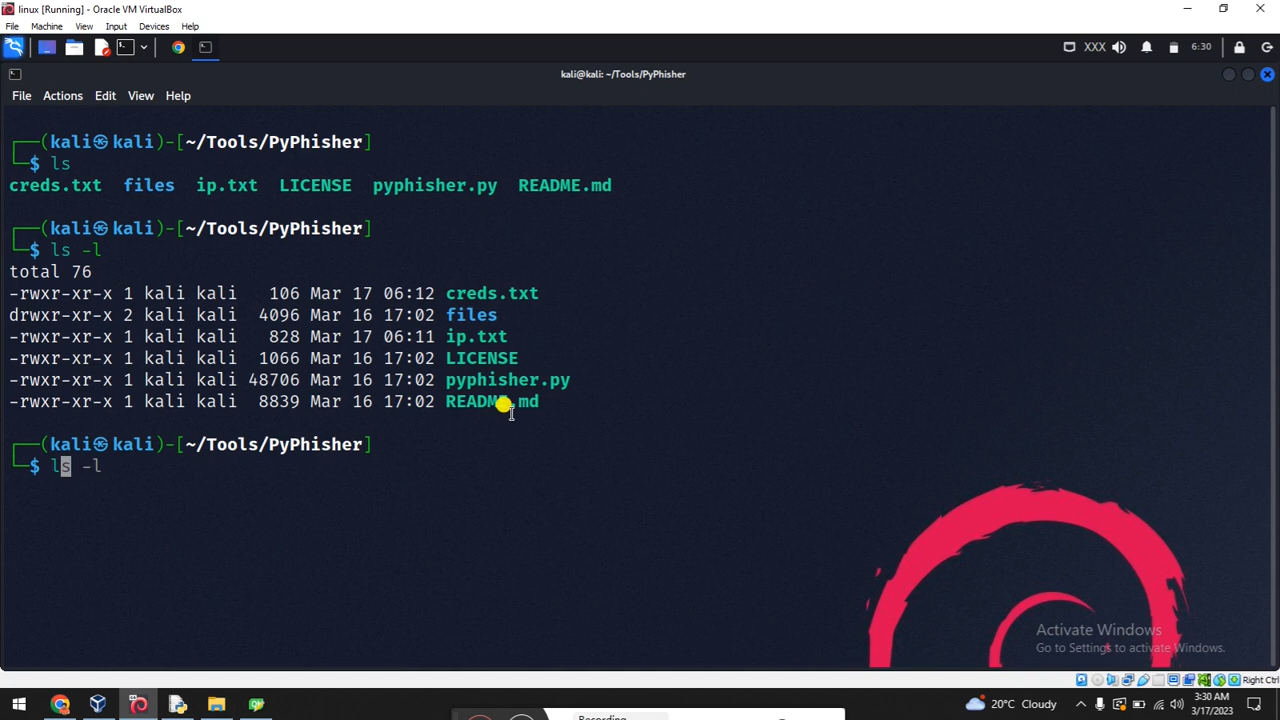 linux [Running] - Oracle VM VirtualBox
File Machine View Input Devices Help
XXX 6:30
kali@kali: ~/Tools/PyPhisher
File Actions Edit View Help
┌──(kali㉿kali)-[~/Tools/PyPhisher]
└─$ ls
creds.txt files ip.txt LICENSE pyphisher.py README.md
┌──(kali㉿kali)-[~/Tools/PyPhisher]
└─$ ls -l
total 76
-rwxr-xr-x 1 kali kali 106 Mar 17 06:12 creds.txt
drwxr-xr-x 2 kali kali 4096 Mar 16 17:02 files
-rwxr-xr-x 1 kali kali 828 Mar 17 06:11 ip.txt
-rwxr-xr-x 1 kali kali 1066 Mar 16 17:02 LICENSE
-rwxr-xr-x 1 kali kali 48706 Mar 16 17:02 pyphisher.py
-rwxr-xr-x 1 kali kali 8839 Mar 16 17:02 README.md
┌──(kali㉿kali)-[~/Tools/PyPhisher]
└─$ ls -l
Activate Windows
Go to Settings to activate Windows.
Right Ctrl
20°C Cloudy
3:30 AM
3/17/2023
Recording